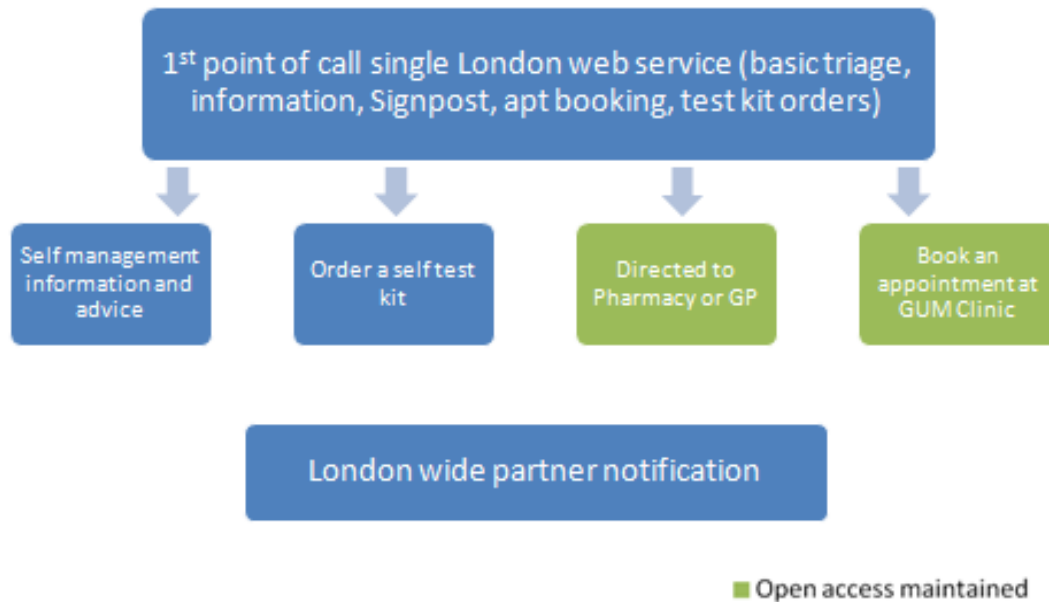 1st point of call single London web service (basic triage,
information, Signpost, apt booking, test kit orders)
Self management
information and
advice
Order a self test
kit
Directed to
Pharmacy or GP
Book an
appointment at
GUM Clinic
London wide partner notification
Open access maintained